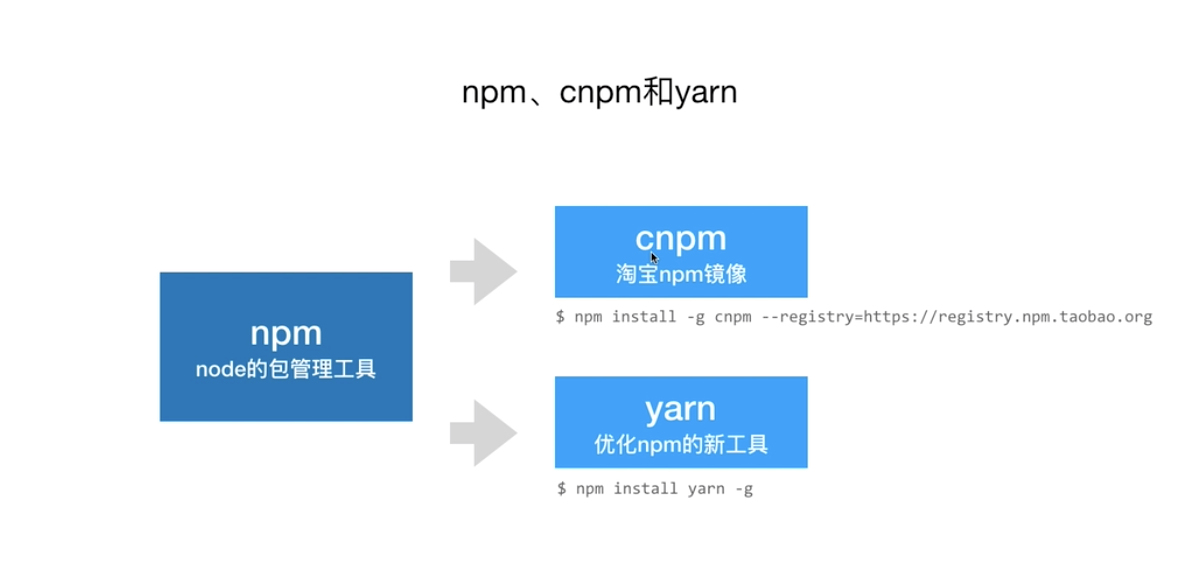 npm、cnpm和yarn
npm
node的包管理工具
cnpm
淘宝npm镜像
$ npm install -g cnpm --registry=https://registry.npm.taobao.org
yarn
优化npm的新工具
$ npm install yarn -g